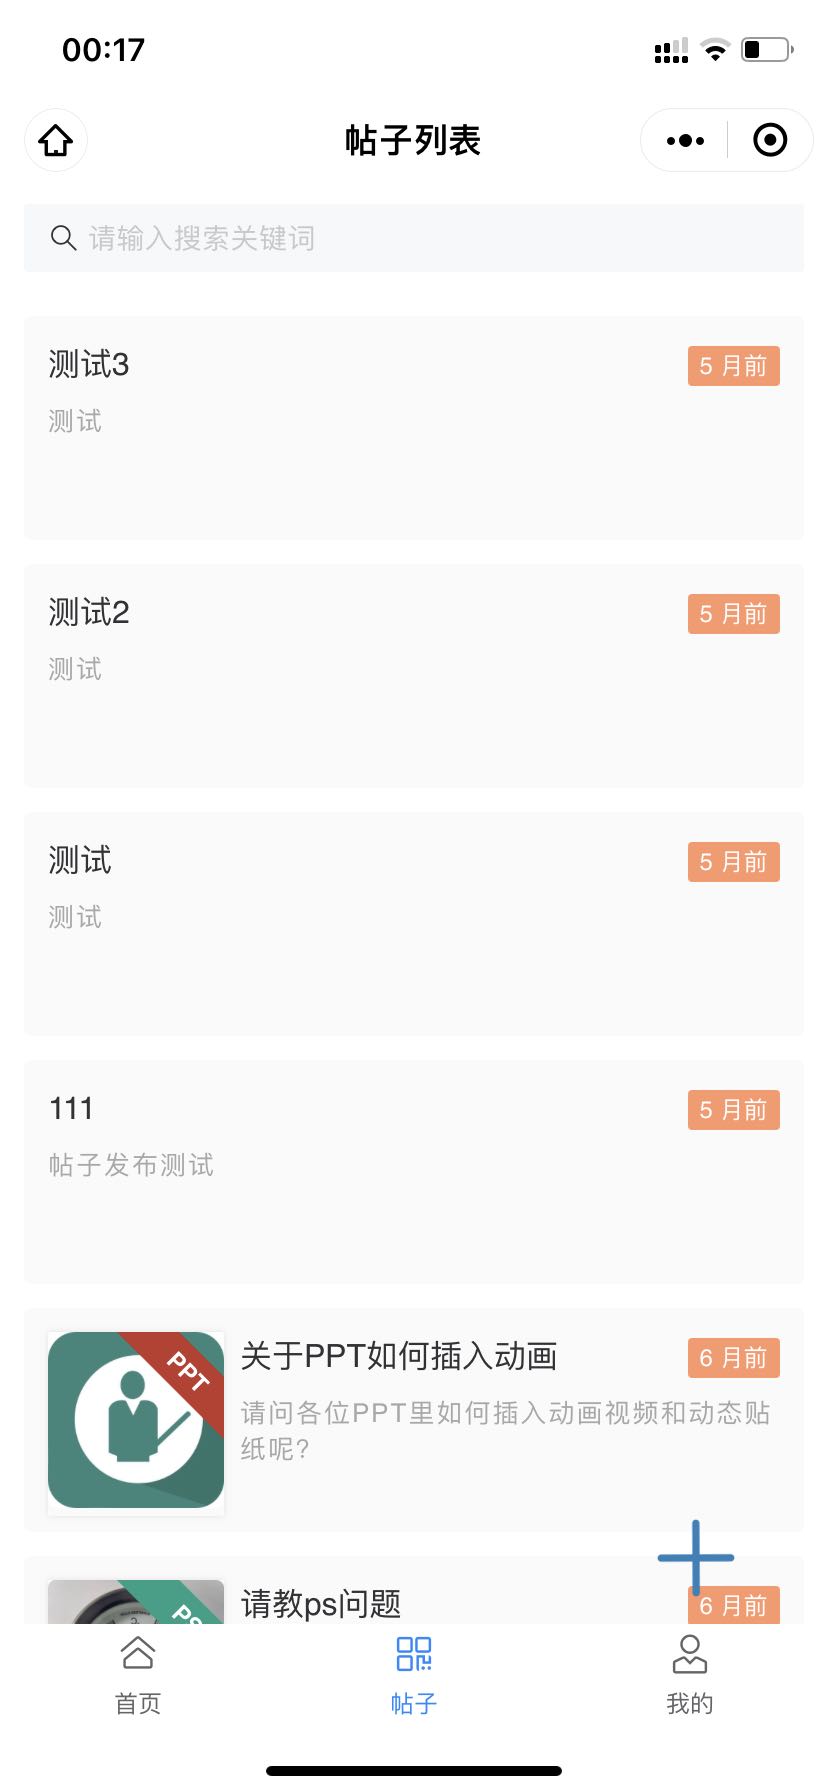 00:17
帖子列表
请输入搜索关键词
测试3
5 月前
测试
测试2
5 月前
测试
测试
5 月前
测试
111
5 月前
帖子发布测试
PPT
关于PPT如何插入动画
6 月前
请问各位PPT里如何插入动画视频和动态贴
纸呢?
PS
请教ps问题
6 月前
首页
帖子
我的